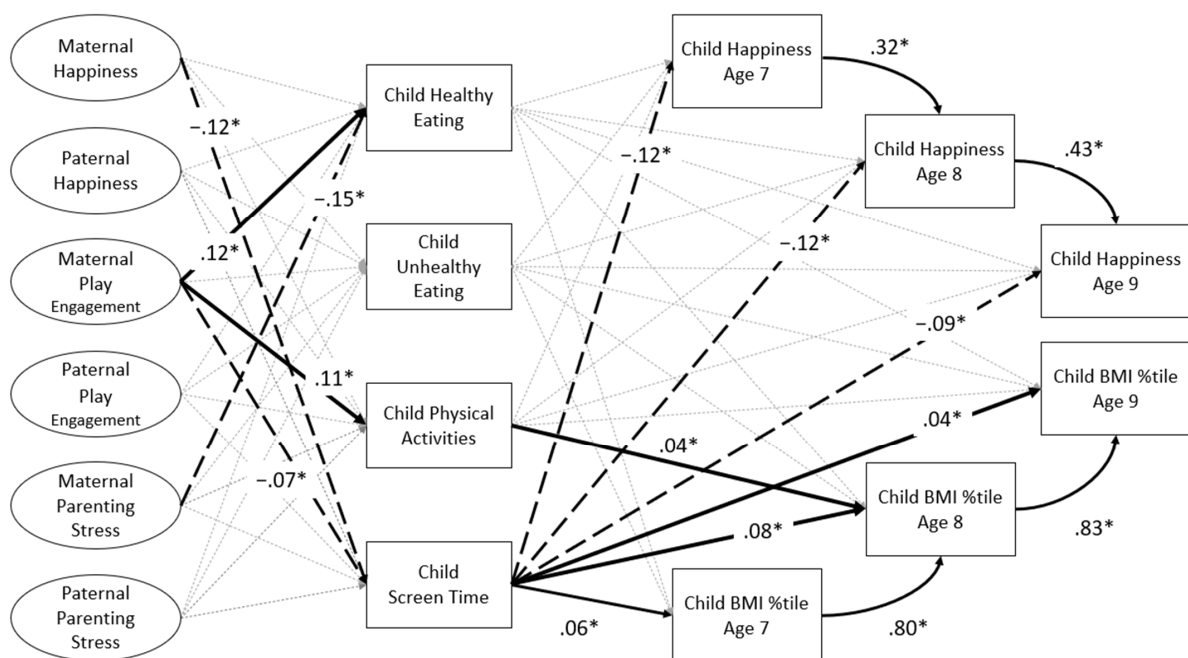 Maternal
Happiness
Paternal
Happiness
Maternal
Play
Engagement
Paternal
Play
Engagement
Maternal
Parenting
Stress
Paternal
Parenting
Stress
−.12*
−.15*
.12*
.11*
−.07*
Child Healthy
Eating
Child
Unhealthy
Eating
Child Physical
Activities
Child
Screen Time
−.12*
−.12*
−.09*
.04*
.04*
.08*
.06*
Child Happiness
Age 7
.32*
Child Happiness
Age 8
.43*
Child Happiness
Age 9
Child BMI %tile
Age 9
Child BMI %tile
Age 8
.83*
Child BMI %tile
Age 7
.80*